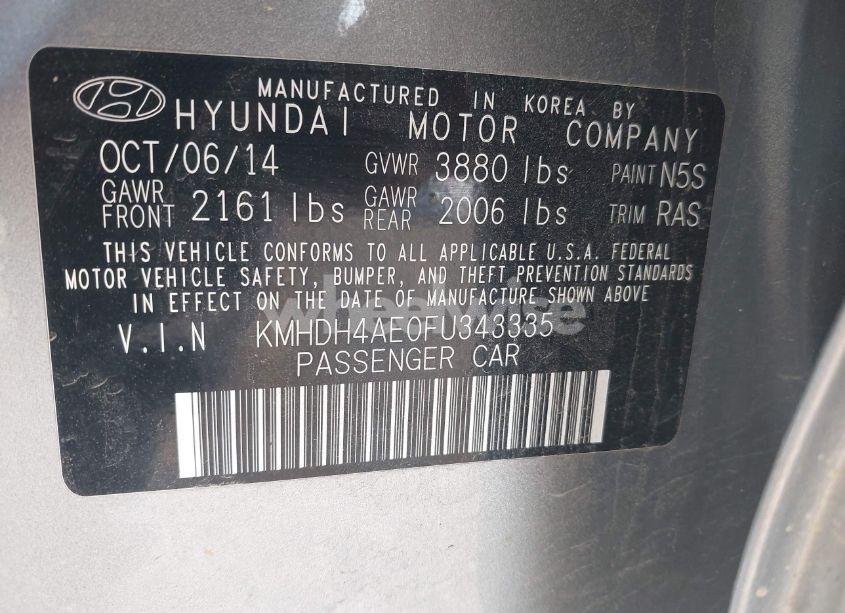 MANUFACTURED IN KOREA BY
HYUNDAI MOTOR COMPANY
OCT/06/14 GVWR 3880 lbs PAINT N5S
GAWR FRONT 2161 lbs GAWR REAR 2006 lbs TRIM RAS
THIS VEHICLE CONFORMS TO ALL APPLICABLE U.S.A. FEDERAL
MOTOR VEHICLE SAFETY, BUMPER, AND THEFT PREVENTION STANDARDS
IN EFFECT ON THE DATE OF MANUFACTURE SHOWN ABOVE
wheelwise
V.I.N KMHDH4AE0FU343335
PASSENGER CAR